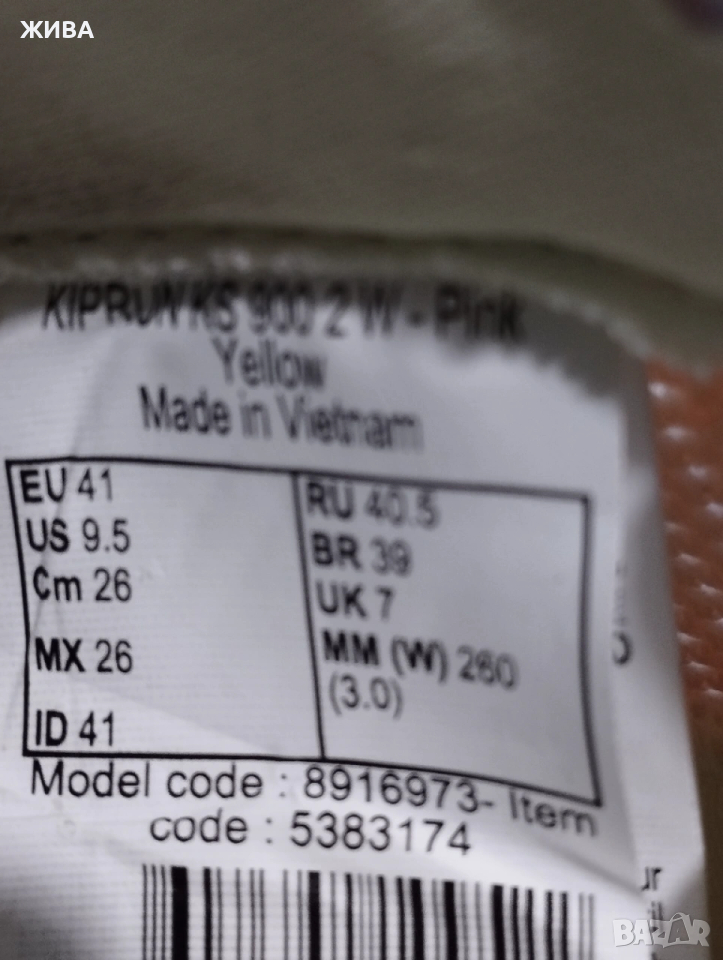 ЖИВА
KIPRUN KS 900 2 W - Pink
Yellow
Made in Vietnam
EU 41
US 9.5
Cm 26
MX 26
ID 41
RU 40.5
BR 39
UK 7
MM (W) 260
(3.0)
Model code : 8916973- Item
code : 5383174
BAZAR